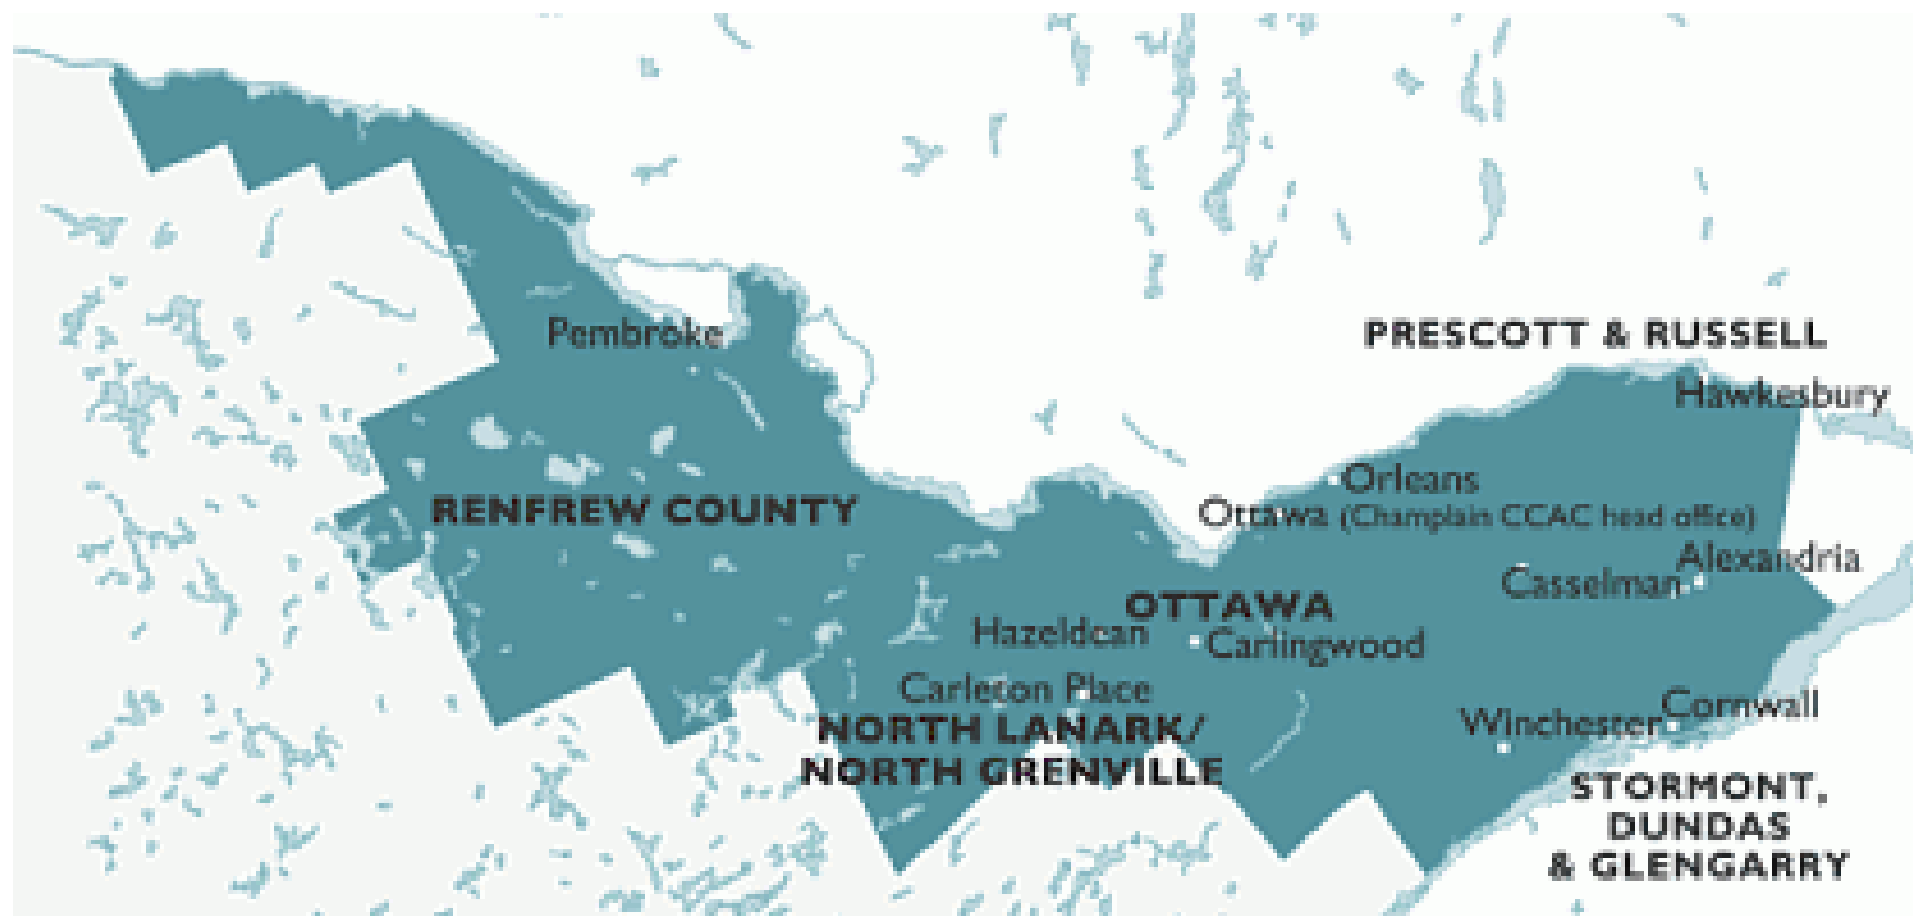 Pembroke
PRESCOTT & RUSSELL
Hawkesbury
Orleans
RENFREW COUNTY
Ottawa (Champlain CCAC head office)
Alexandria
Casselman
OTTAWA
Hazeldean
Carlingwood
Carleton Place
NORTH LANARK/
NORTH GRENVILLE
Cornwall
Winchester
STORMONT,
DUNDAS
& GLENGARRY